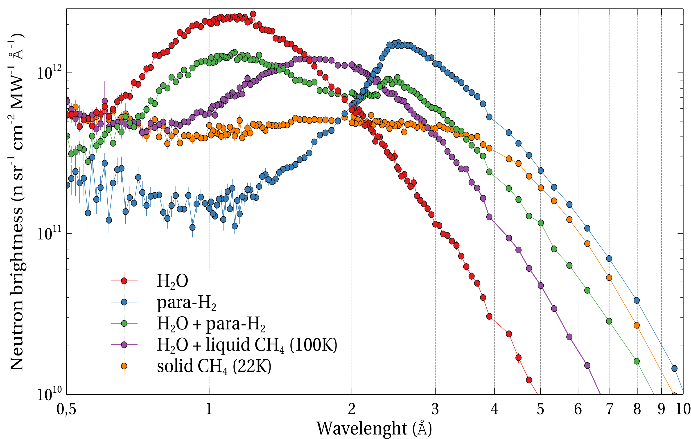 Neutron brightness (n sr⁻¹ cm⁻² MW⁻¹ Å⁻¹)
10¹²
10¹¹
10¹⁰
H₂O
para-H₂
H₂O + para-H₂
H₂O + liquid CH₄ (100K)
solid CH₄ (22K)
0,5 1 2 3 4 5 6 7 8 9 10
Wavelenght (Å)